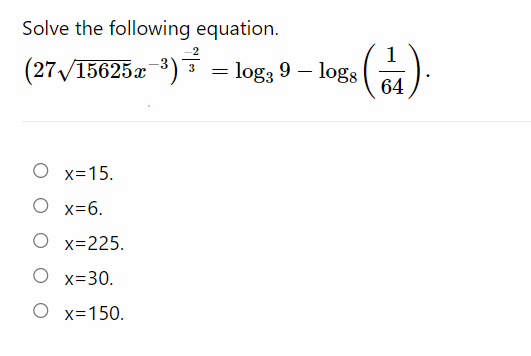 Solve the following equation.
(27√15625x⁻³)^(-2/3) = log₃ 9 − log₈ (1/64).
x=15.
x=6.
x=225.
x=30.
x=150.